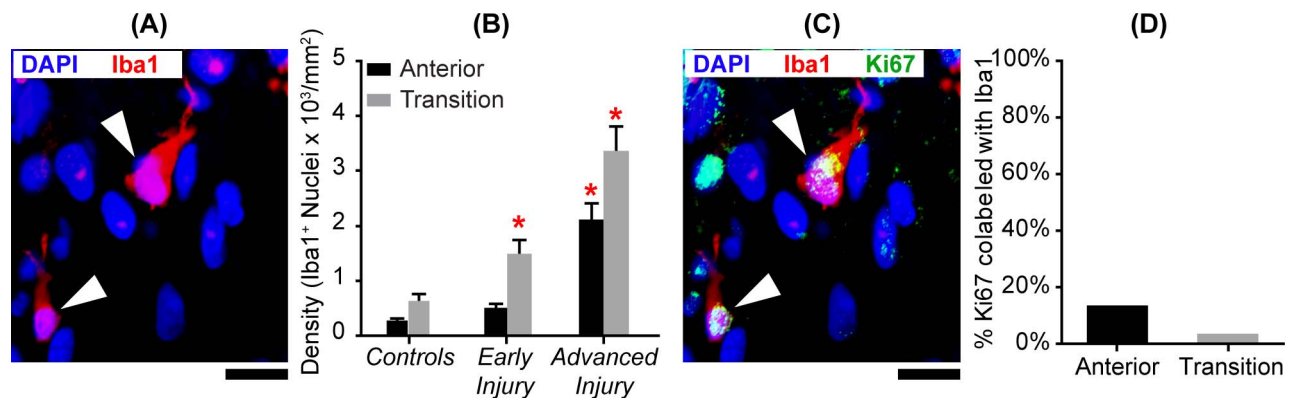 (A)
DAPI Iba1
(B)
Density (Iba1⁺ Nuclei x 10³/mm²)
5
4
3
2
1
0
Anterior
Transition
*
*
*
Controls
Early
Injury
Advanced
Injury
(C)
DAPI Iba1 Ki67
(D)
% Ki67 colabeled with Iba1
100%
80%
60%
40%
20%
0%
Anterior
Transition